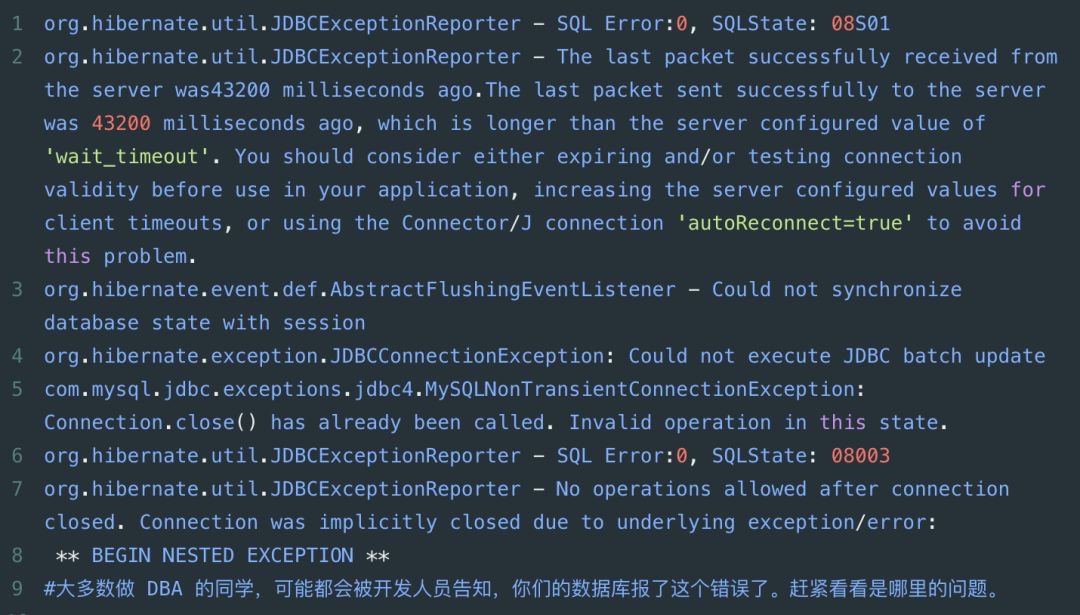 1 org.hibernate.util.JDBCExceptionReporter - SQL Error:0, SQLState: 08S01
2 org.hibernate.util.JDBCExceptionReporter - The last packet successfully received from
the server was43200 milliseconds ago.The last packet sent successfully to the server
was 43200 milliseconds ago, which is longer than the server configured value of
'wait_timeout'. You should consider either expiring and/or testing connection
validity before use in your application, increasing the server configured values for
client timeouts, or using the Connector/J connection 'autoReconnect=true' to avoid
this problem.
3 org.hibernate.event.def.AbstractFlushingEventListener - Could not synchronize
database state with session
4 org.hibernate.exception.JDBCConnectionException: Could not execute JDBC batch update
5 com.mysql.jdbc.exceptions.jdbc4.MySQLNonTransientConnectionException:
Connection.close() has already been called. Invalid operation in this state.
6 org.hibernate.util.JDBCExceptionReporter - SQL Error:0, SQLState: 08003
7 org.hibernate.util.JDBCExceptionReporter - No operations allowed after connection
closed. Connection was implicitly closed due to underlying exception/error:
8 ** BEGIN NESTED EXCEPTION **
9 #大多数做 DBA 的同学，可能都会被开发人员告知，你们的数据库报了这个错误了。赶紧看看是哪里的问题。